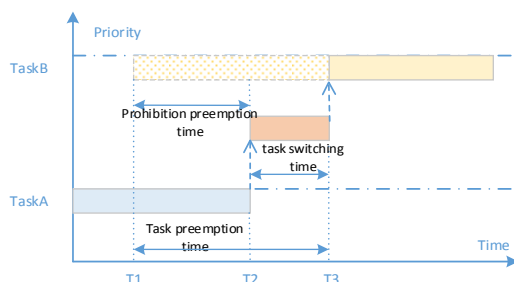 Priority
TaskB
Prohibition preemption
time
task switching
time
TaskA
Task preemption
time
Time
T1
T2
T3